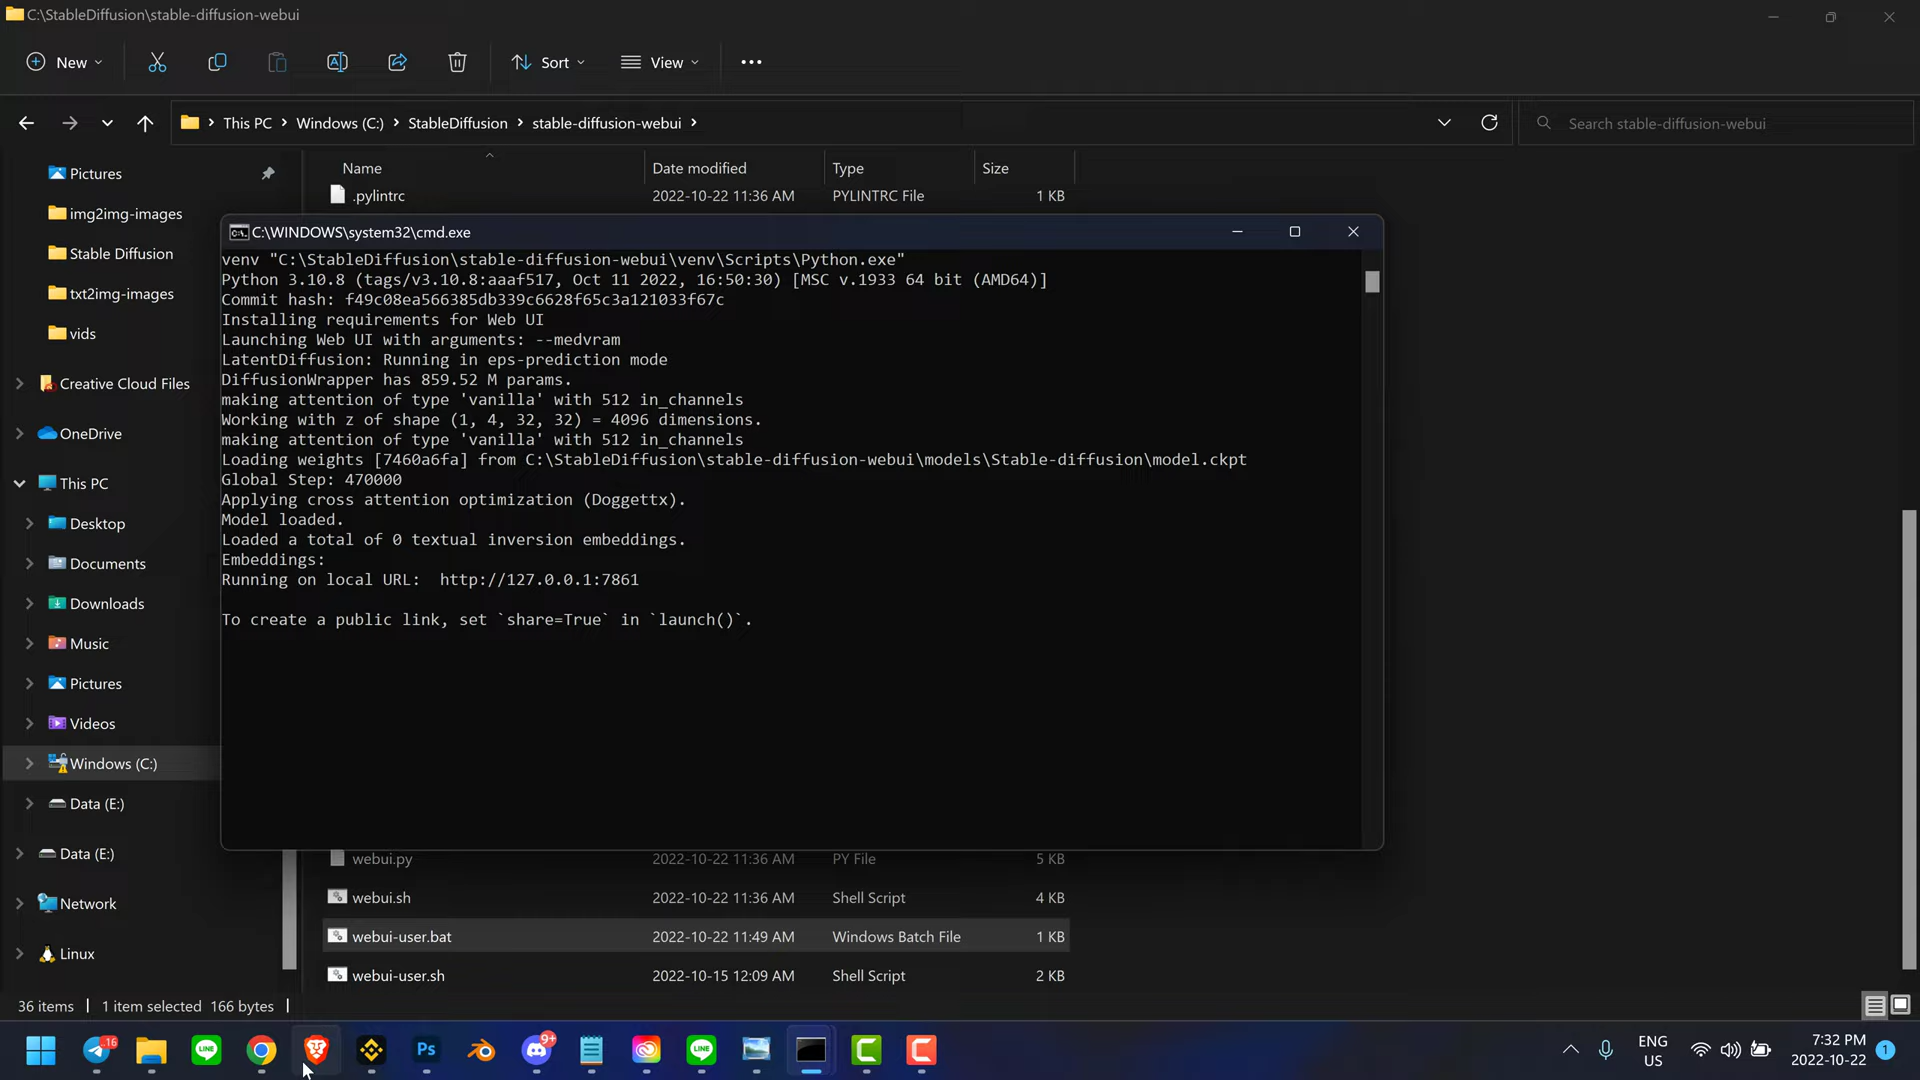 C:\StableDiffusion\stable-diffusion-webui
New
Sort
View
This PC
Windows (C:)
StableDiffusion
stable-diffusion-webui
Search stable-diffusion-webui
Pictures
img2img-images
Stable Diffusion
txt2img-images
vids
Creative Cloud Files
OneDrive
This PC
Desktop
Documents
Downloads
Music
Pictures
Videos
Windows (C:)
Data (E:)
Data (E:)
Network
Linux
Name Date modified Type Size
.pylintrc 2022-10-22 11:36 AM PYLINTRC File 1 KB
C:\WINDOWS\system32\cmd.exe
venv "C:\StableDiffusion\stable-diffusion-webui\venv\Scripts\Python.exe"
Python 3.10.8 (tags/v3.10.8:aaaf517, Oct 11 2022, 16:50:30) [MSC v.1933 64 bit (AMD64)]
Commit hash: f49c08ea566385db339c6628f65c3a121033f67c
Installing requirements for Web UI
Launching Web UI with arguments: --medvram
LatentDiffusion: Running in eps-prediction mode
DiffusionWrapper has 859.52 M params.
making attention of type 'vanilla' with 512 in_channels
Working with z of shape (1, 4, 32, 32) = 4096 dimensions.
making attention of type 'vanilla' with 512 in_channels
Loading weights [7460a6fa] from C:\StableDiffusion\stable-diffusion-webui\models\Stable-diffusion\model.ckpt
Global Step: 470000
Applying cross attention optimization (Doggettx).
Model loaded.
Loaded a total of 0 textual inversion embeddings.
Embeddings:
Running on local URL:  http://127.0.0.1:7861
To create a public link, set `share=True` in `launch()`.
webui.py 2022-10-22 11:36 AM PY File 5 KB
webui.sh 2022-10-22 11:36 AM Shell Script 4 KB
webui-user.bat 2022-10-22 11:49 AM Windows Batch File 1 KB
webui-user.sh 2022-10-15 12:09 AM Shell Script 2 KB
36 items 1 item selected 166 bytes
16
LINE
Ps
9+
LINE
ENG
US
7:32 PM
2022-10-22
1